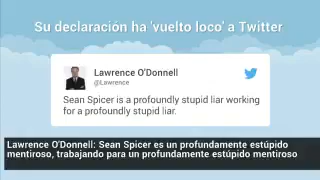 Su declaración ha 'vuelto loco' a Twitter
Lawrence O'Donnell
@Lawrence
Sean Spicer is a profoundly stupid liar working
for a profoundly stupid liar.
Lawrence O'Donnell: Sean Spicer es un profundamente estúpido
mentiroso, trabajando para un profundamente estúpido mentiroso